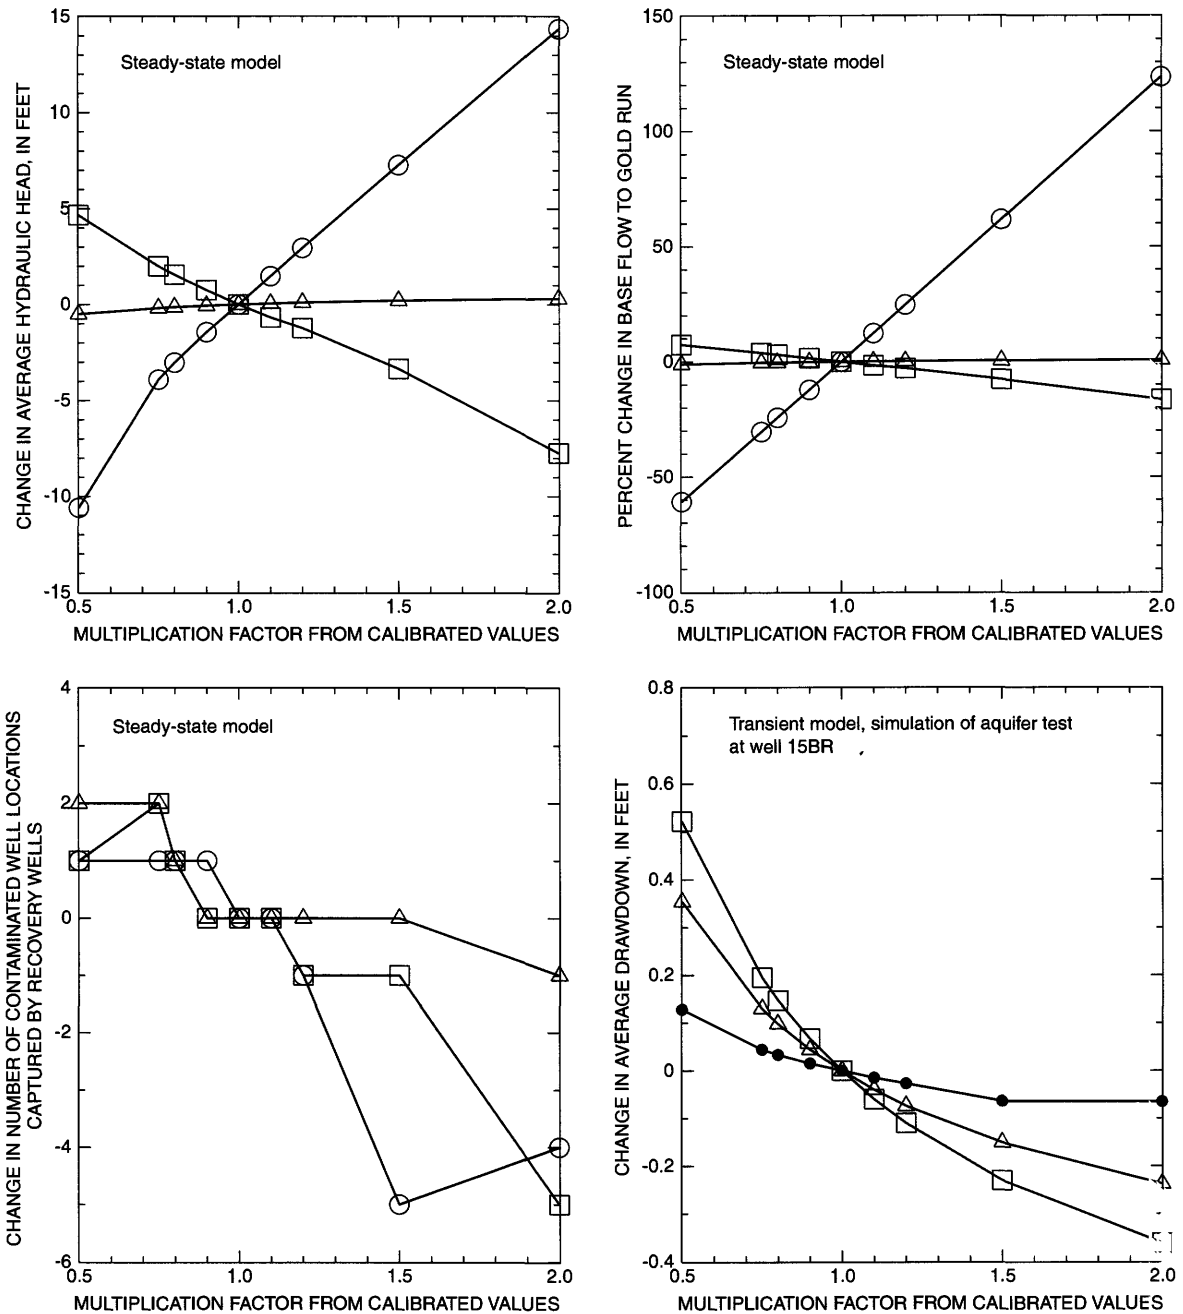 15
10
5
0
-5
-10
-15
CHANGE IN AVERAGE HYDRAULIC HEAD, IN FEET
Steady-state model
0.5 1.0 1.5 2.0
MULTIPLICATION FACTOR FROM CALIBRATED VALUES
150
100
50
0
-50
-100
PERCENT CHANGE IN BASE FLOW TO GOLD RUN
Steady-state model
0.5 1.0 1.5 2.0
MULTIPLICATION FACTOR FROM CALIBRATED VALUES
4
2
0
-2
-4
-6
CHANGE IN NUMBER OF CONTAMINATED WELL LOCATIONS
CAPTURED BY RECOVERY WELLS
Steady-state model
0.5 1.0 1.5 2.0
MULTIPLICATION FACTOR FROM CALIBRATED VALUES
0.8
0.6
0.4
0.2
0
-0.2
-0.4
CHANGE IN AVERAGE DRAWDOWN, IN FEET
Transient model, simulation of aquifer test
at well 15BR
0.5 1.0 1.5 2.0
MULTIPLICATION FACTOR FROM CALIBRATED VALUES